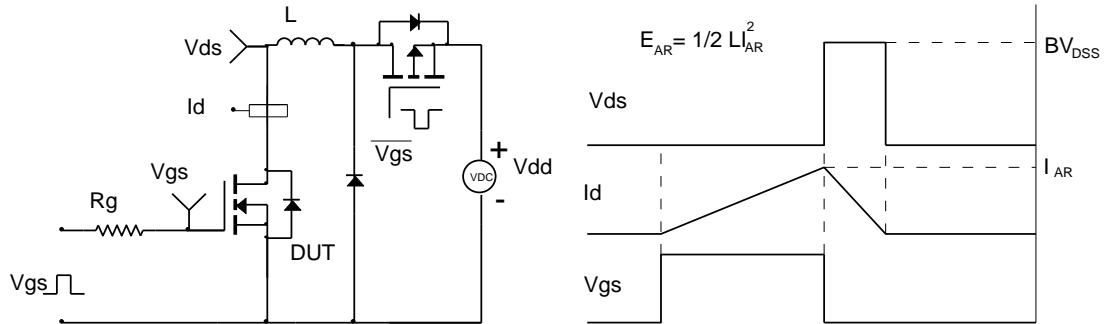 L
Vds
Id
Vgs
Vgs
+
VDC
Vdd
-
Rg
DUT
Vgs
E_AR= 1/2 LI_AR^2
BV_DSS
Vds
I_AR
Id
Vgs